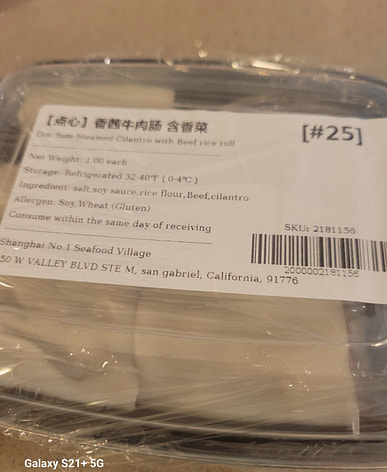 【点心】香茜牛肉肠 含香菜
[#25]
Dim Sum-Steamed Cilantro with Beef rice roll
Net Weight: 1.00 each
Storage: Refrigerated 32-40°F ( 0-4°C )
Ingredient: salt,soy sauce,rice flour,Beef,cilantro
Allergen: Soy,Wheat (Gluten)
Consume within the same day of receiving
SKU: 2181156
2000002181156
Shanghai No.1 Seafood Village
50 W VALLEY BLVD STE M, san gabriel, California, 91776
Galaxy S21+ 5G